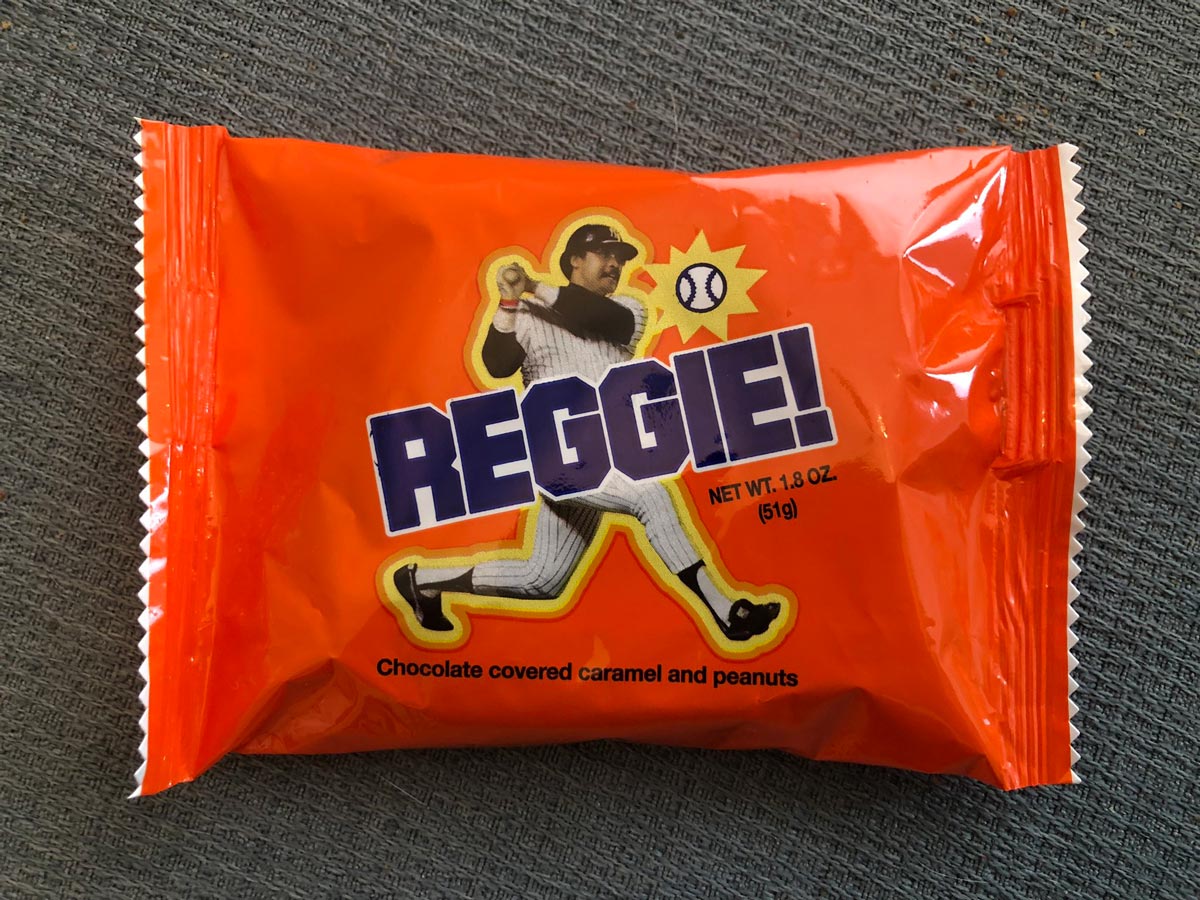 REGGIE!
NET WT. 1.8 OZ.
(51g)
Chocolate covered caramel and peanuts